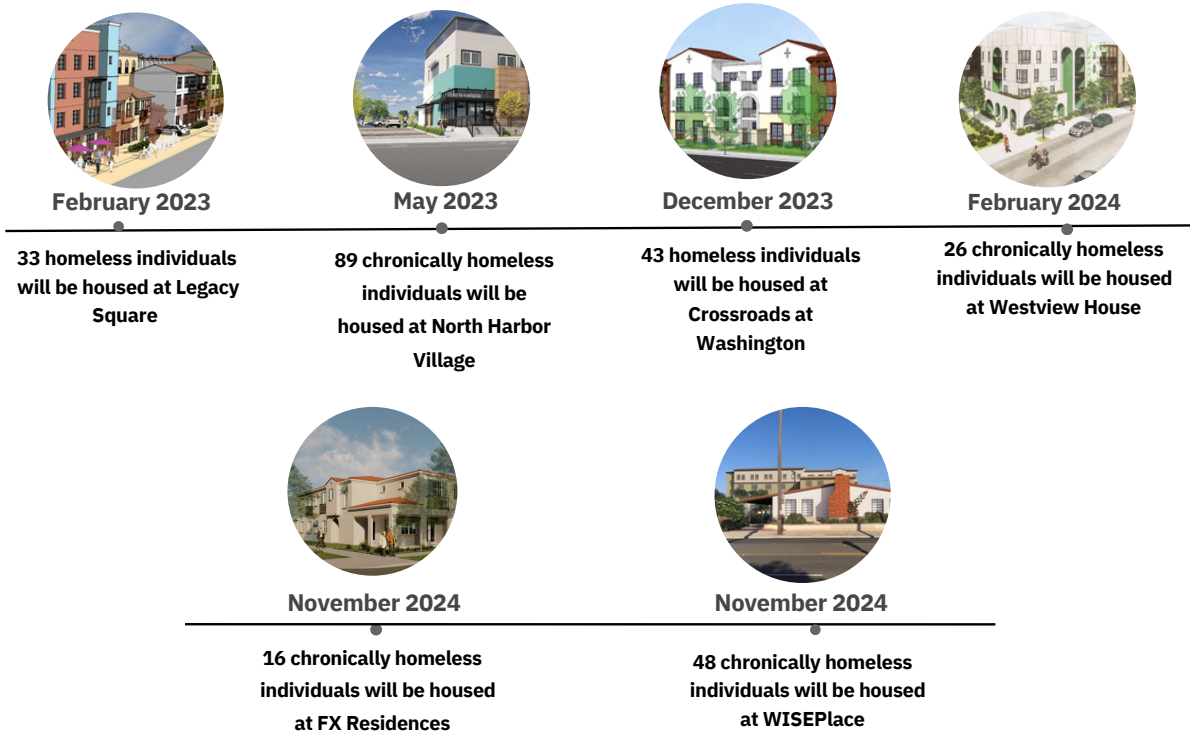 February 2023
33 homeless individuals
will be housed at Legacy
Square
May 2023
89 chronically homeless
individuals will be
housed at North Harbor
Village
December 2023
43 homeless individuals
will be housed at
Crossroads at
Washington
February 2024
26 chronically homeless
individuals will be housed
at Westview House
November 2024
16 chronically homeless
individuals will be housed
at FX Residences
November 2024
48 chronically homeless
individuals will be housed
at WISEPlace